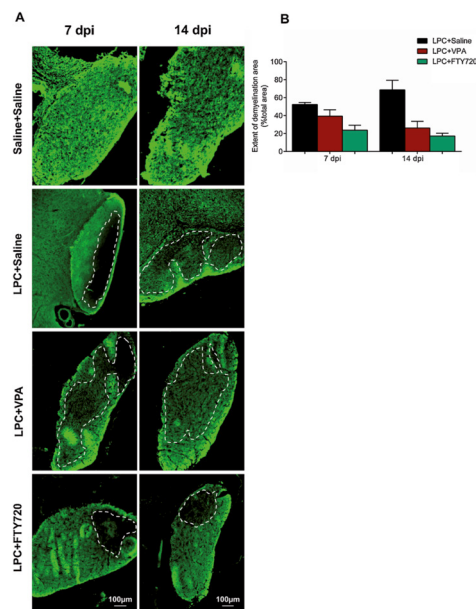 A
7 dpi 14 dpi
Saline+Saline
LPC+Saline
LPC+VPA
LPC+FTY720
100µm 100µm
B
LPC+Saline
LPC+VPA
LPC+FTY720
Extent of demyelination area
(%total area)
100
80
60
40
20
0
7 dpi 14 dpi